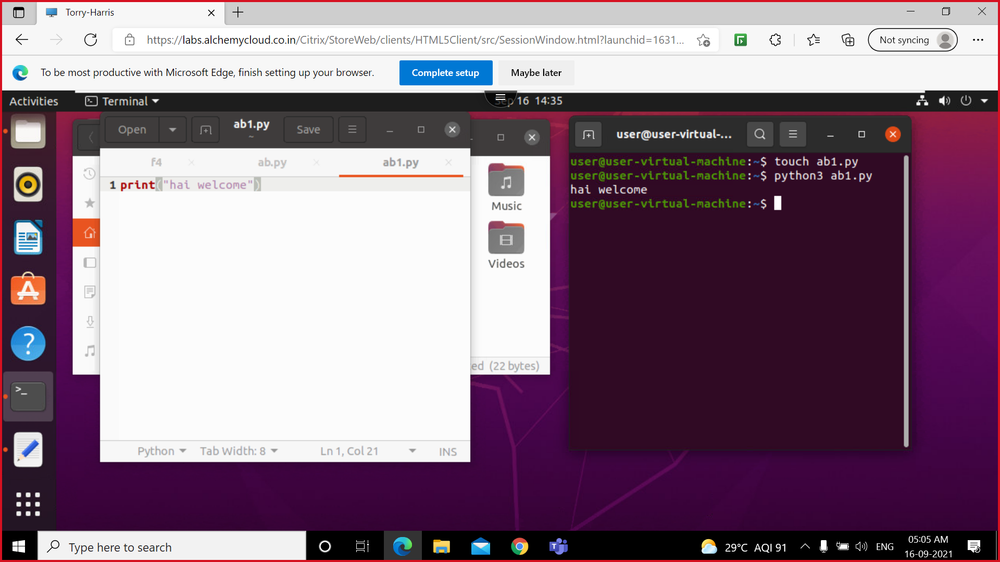 Torry-Harris
https://labs.alchemycloud.co.in/Citrix/StoreWeb/clients/HTML5Client/src/SessionWindow.html?launchid=1631...
Not syncing
To be most productive with Microsoft Edge, finish setting up your browser.
Complete setup
Maybe later
Activities
Terminal
Sep 16 14:35
Open
ab1.py
~
Save
f4
ab.py
ab1.py
1 print("hai welcome")
Python
Tab Width: 8
Ln 1, Col 21
INS
Music
Videos
(22 bytes)
user@user-virtual-...
user@user-virtual-machine:~$ touch ab1.py
user@user-virtual-machine:~$ python3 ab1.py
hai welcome
user@user-virtual-machine:~$
Type here to search
29°C AQI 91
ENG
05:05 AM
16-09-2021